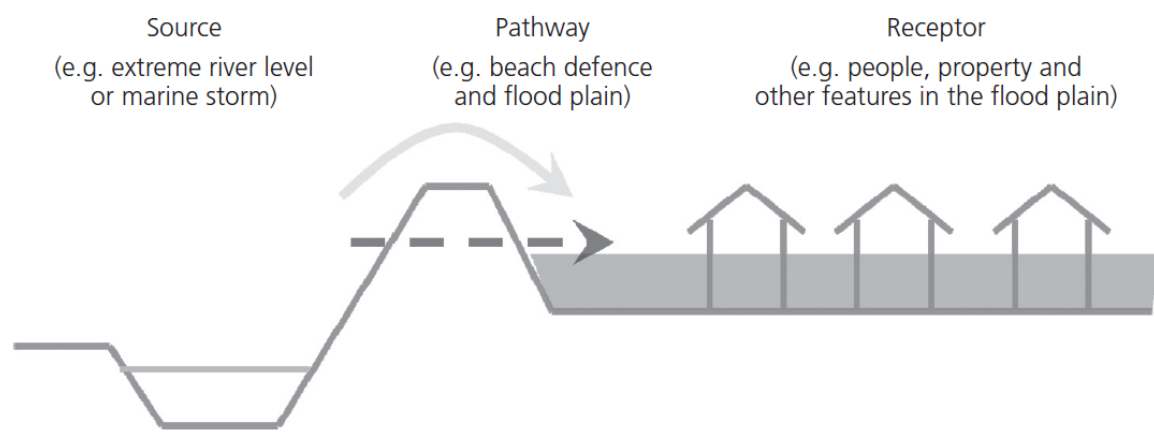 Source
(e.g. extreme river level
or marine storm)
Pathway
(e.g. beach defence
and flood plain)
Receptor
(e.g. people, property and
other features in the flood plain)